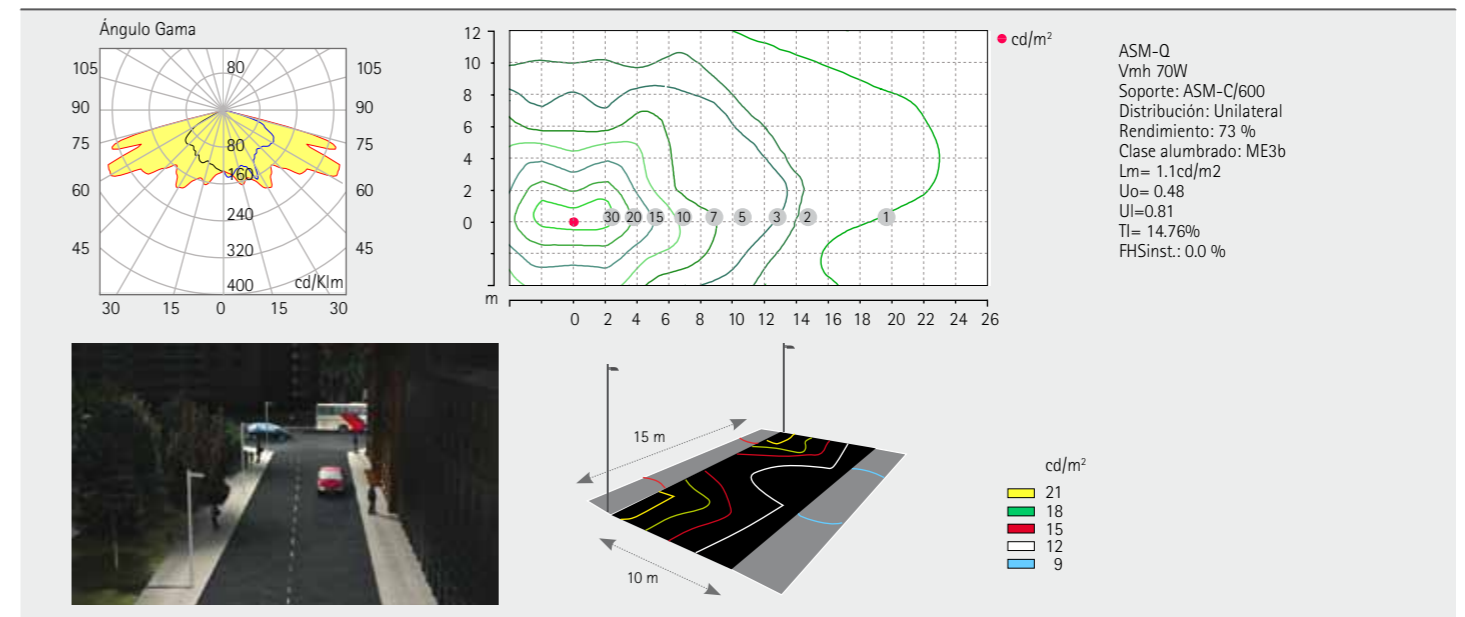 Ángulo Gama
105 80 105
90 90
75 80 75
160
60 240 60
45 320 45
400 cd/Klm
30 15 0 15 30
12
10
8
6
4
2
0
m
30 20 15 10 7 5 3 2 1
0 2 4 6 8 10 12 14 16 18 20 22 24 26
cd/m²
ASM-Q
Vmh 70W
Soporte: ASM-C/600
Distribución: Unilateral
Rendimiento: 73 %
Clase alumbrado: ME3b
Lm= 1.1cd/m2
Uo= 0.48
UI=0.81
TI= 14.76%
FHSinst.: 0.0 %
15 m
10 m
cd/m²
21
18
15
12
9